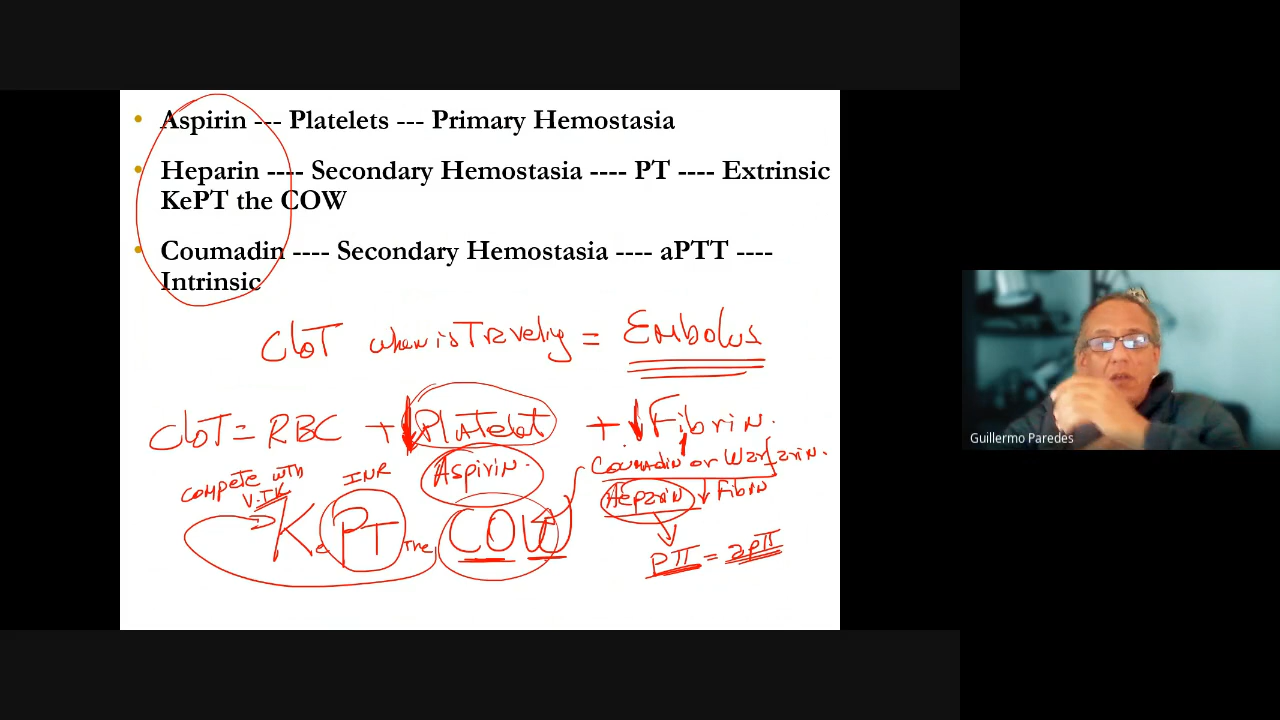 • Aspirin --- Platelets --- Primary Hemostasia
• Heparin ---- Secondary Hemostasia ---- PT ---- Extrinsic
KePT the COW
• Coumadin ---- Secondary Hemostasia ---- aPTT ----
Intrinsic
CloT when is Traveling = Embolus
CloT = RBC + ↓Platelet + ↓Fibrin.
compete with Vit K
INR
Aspirin.
Coumadin or Warfarin.
Heparin ↓ Fibrin
KePT the COW
PTT = aPTT
Guillermo Paredes